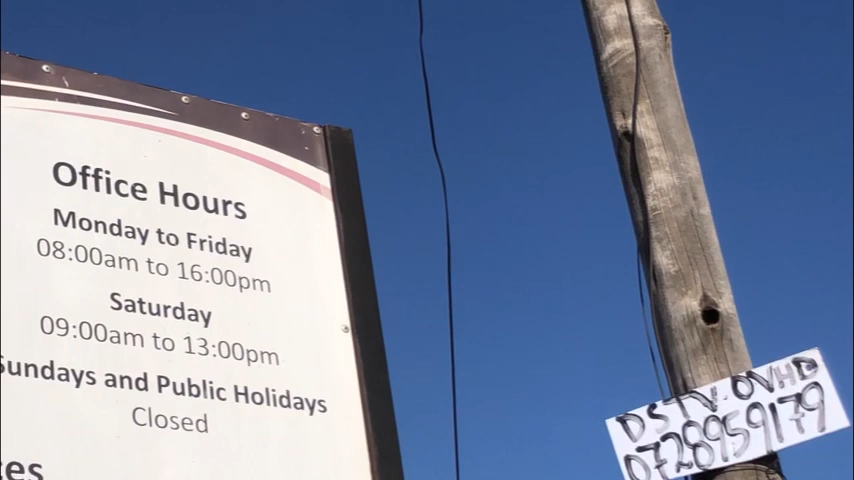 Office Hours
Monday to Friday
08:00am to 16:00pm
Saturday
09:00am to 13:00pm
Sundays and Public Holidays
Closed
DSTV. OVHD
0728959179